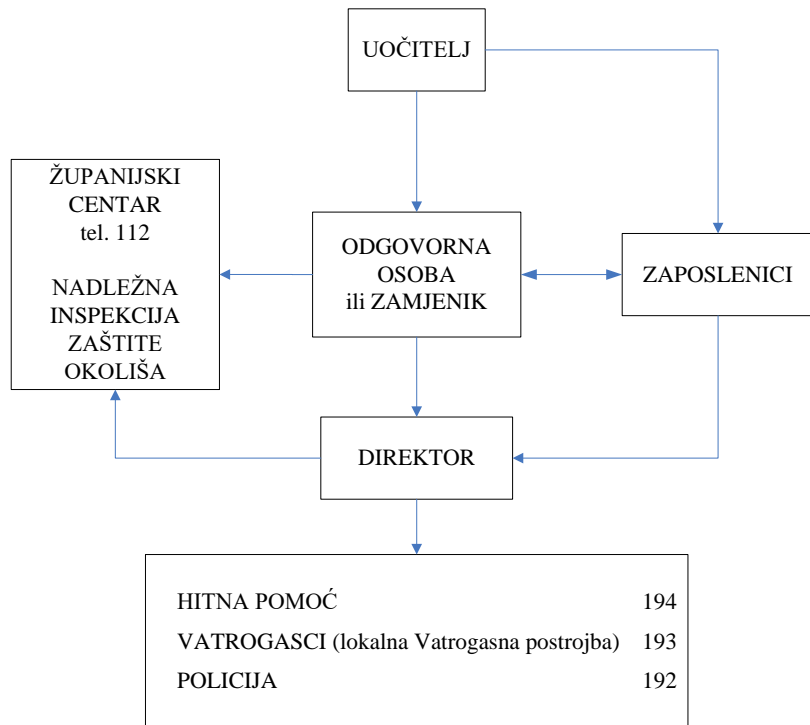 UOČITELJ
ŽUPANIJSKI
CENTAR
tel. 112
NADLEŽNA
INSPEKCIJA
ZAŠTITE
OKOLIŠA
ODGOVORNA
OSOBA
ili ZAMJENIK
ZAPOSLENICI
DIREKTOR
HITNA POMOĆ 194
VATROGASCI (lokalna Vatrogasna postrojba) 193
POLICIJA 192